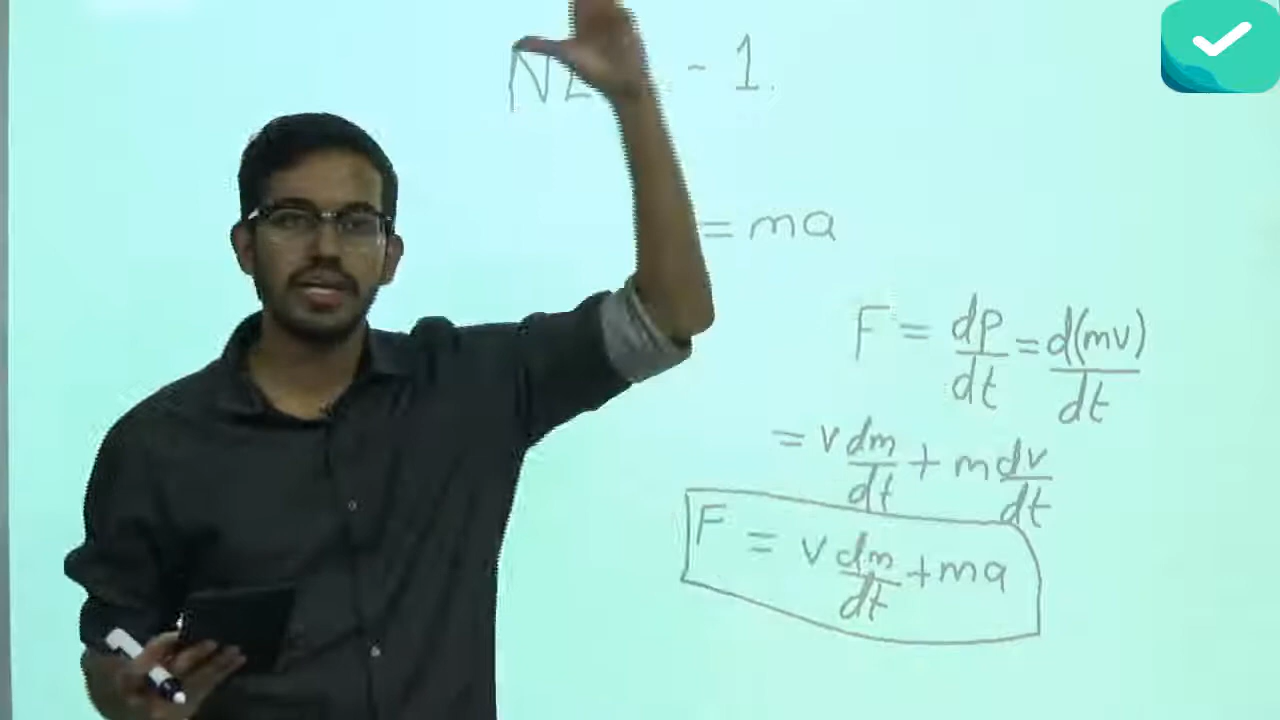 - 1.
= ma
F = dp/dt = d(mv)/dt
= v dm/dt + m dv/dt
F = v dm/dt + ma